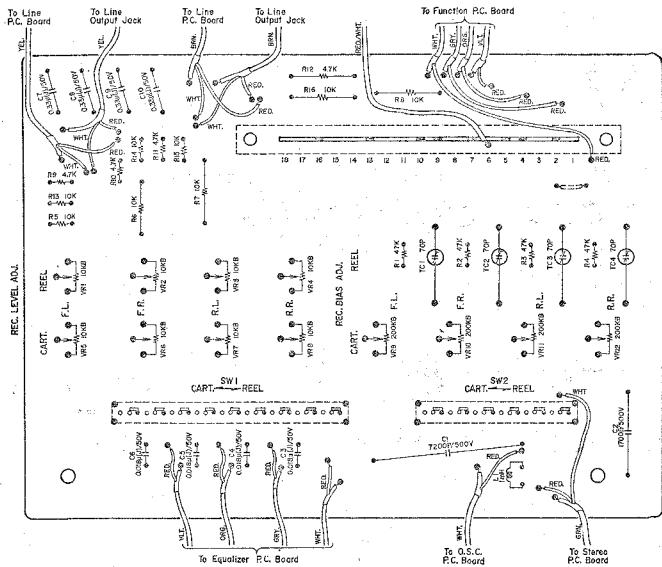 To Line
P.C. Board
To Line
Output Jack
To Line
P.C. Board
To Line
Output Jack
To Function P.C. Board
YEL.
YEL.
BRN.
BRN.
RED/WHT.
WHT.
GRY.
ORG.
VLT.
C7
0.33μ(J)/50V
C8
0.33μ(J)/50V
C9
0.33μ(J)/50V
C10
0.33μ(J)/50V
R12 4.7K
R16 10K
R8 10K
RED.
RED.
RED.
RED.
RED.
RED.
RED.
WHT.
WHT.
WHT.
RED.
R9 4.7K
R13 10K
R5 10K
R10 4.7K
R14 10K
R11 4.7K
R15 10K
R6 10K
R7 10K
18 17 16 15 14 13 12 11 10 9 8 7 6 5 4 3 2 1
RED.
REC. LEVEL ADJ.
REEL
CART.
F.L.
F.R.
R.L.
R.R.
VR1 10KB
VR2 10KB
VR3 10KB
VR4 10KB
VR5 10KB
VR6 10KB
VR7 10KB
VR8 10KB
REC. BIAS ADJ.
REEL
CART.
R1 47K
TC1 70P
R2 47K
TC2 70P
R3 47K
TC3 70P
R4 47K
TC4 70P
F.L.
F.R.
R.L.
R.R.
VR9 200KB
VR10 200KB
VR11 200KB
VR12 200KB
SW1
CART. REEL
SW2
CART. REEL
WHT.
C6
0.018μ(J)/50V
C5
0.018μ(J)/50V
C4
0.018μ(J)/50V
C3
0.018μ(J)/50V
RED.
RED.
RED.
RED.
C1
7200P/500V
C2
1700P/500V
RED.
L1
RED.
VLT.
ORG.
GRY.
WHT.
WHT.
GRN.
To Equalizer P.C. Board
To O.S.C.
P.C. Board
To Stereo
P.C. Board